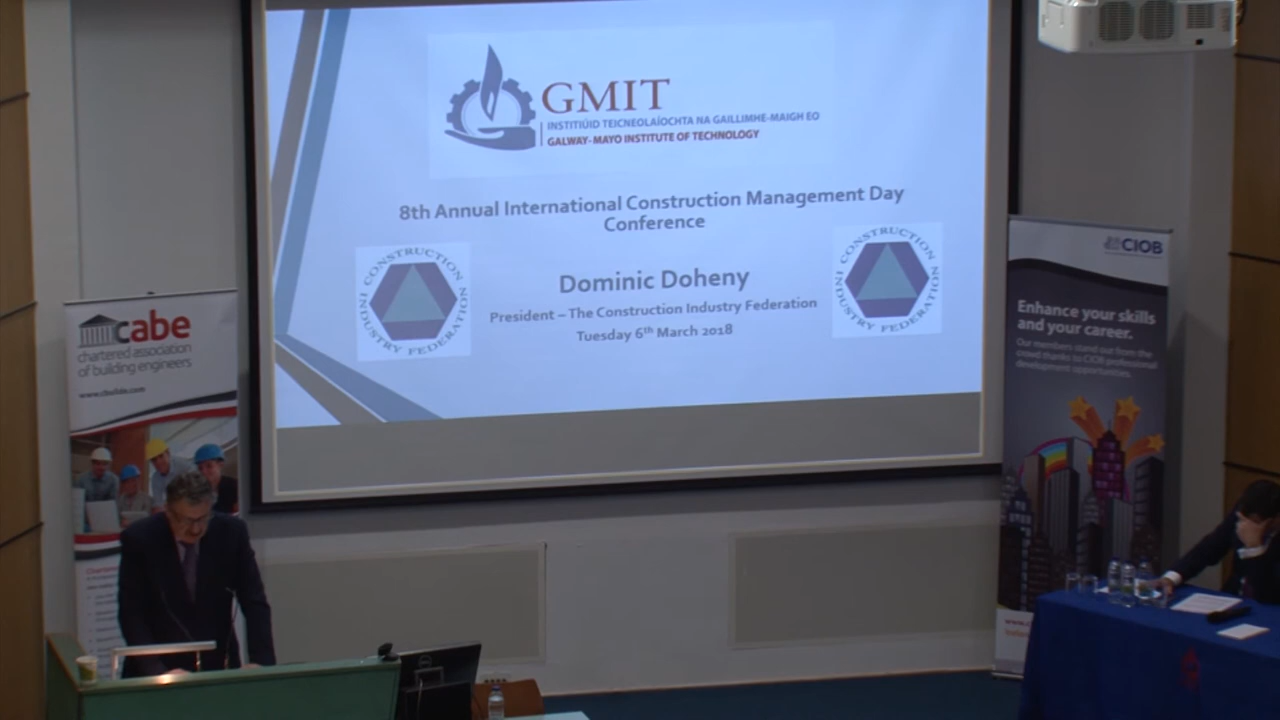 GMIT
INSTITIÚID TEICNEOLAÍOCHTA NA GAILLIMHE-MAIGH EO
GALWAY-MAYO INSTITUTE OF TECHNOLOGY
8th Annual International Construction Management Day
Conference
CONSTRUCTION INDUSTRY FEDERATION
CONSTRUCTION INDUSTRY FEDERATION
Dominic Doheny
President – The Construction Industry Federation
Tuesday 6th March 2018
cabe
chartered association
of building engineers
CIOB
Enhance your skills
and your career.
Our members stand out from the
crowd thanks to CIOB professional
development opportunities.